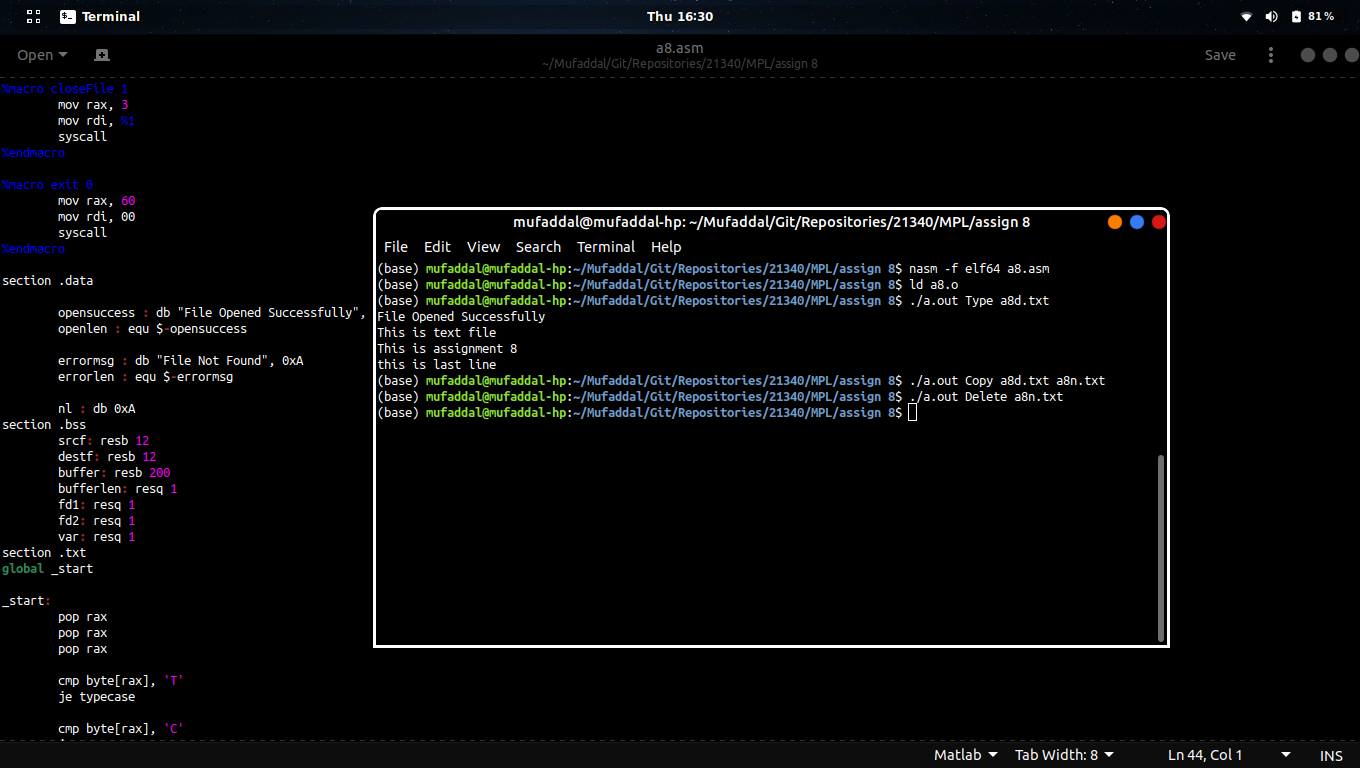 Terminal
Thu 16:30
81 %
Open
a8.asm
~/Mufaddal/Git/Repositories/21340/MPL/assign 8
Save
%macro closeFile 1
mov rax, 3
mov rdi, %1
syscall
%endmacro
%macro exit 0
mov rax, 60
mov rdi, 00
syscall
%endmacro
section .data
opensuccess : db "File Opened Successfully",
openlen : equ $-opensuccess
errormsg : db "File Not Found", 0xA
errorlen : equ $-errormsg
nl : db 0xA
section .bss
srcf: resb 12
destf: resb 12
buffer: resb 200
bufferlen: resq 1
fd1: resq 1
fd2: resq 1
var: resq 1
section .txt
global _start
_start:
pop rax
pop rax
pop rax
cmp byte[rax], 'T'
je typecase
cmp byte[rax], 'C'
mufaddal@mufaddal-hp: ~/Mufaddal/Git/Repositories/21340/MPL/assign 8
File Edit View Search Terminal Help
(base) mufaddal@mufaddal-hp:~/Mufaddal/Git/Repositories/21340/MPL/assign 8$ nasm -f elf64 a8.asm
(base) mufaddal@mufaddal-hp:~/Mufaddal/Git/Repositories/21340/MPL/assign 8$ ld a8.o
(base) mufaddal@mufaddal-hp:~/Mufaddal/Git/Repositories/21340/MPL/assign 8$ ./a.out Type a8d.txt
File Opened Successfully
This is text file
This is assignment 8
this is last line
(base) mufaddal@mufaddal-hp:~/Mufaddal/Git/Repositories/21340/MPL/assign 8$ ./a.out Copy a8d.txt a8n.txt
(base) mufaddal@mufaddal-hp:~/Mufaddal/Git/Repositories/21340/MPL/assign 8$ ./a.out Delete a8n.txt
(base) mufaddal@mufaddal-hp:~/Mufaddal/Git/Repositories/21340/MPL/assign 8$
Matlab
Tab Width: 8
Ln 44, Col 1
INS